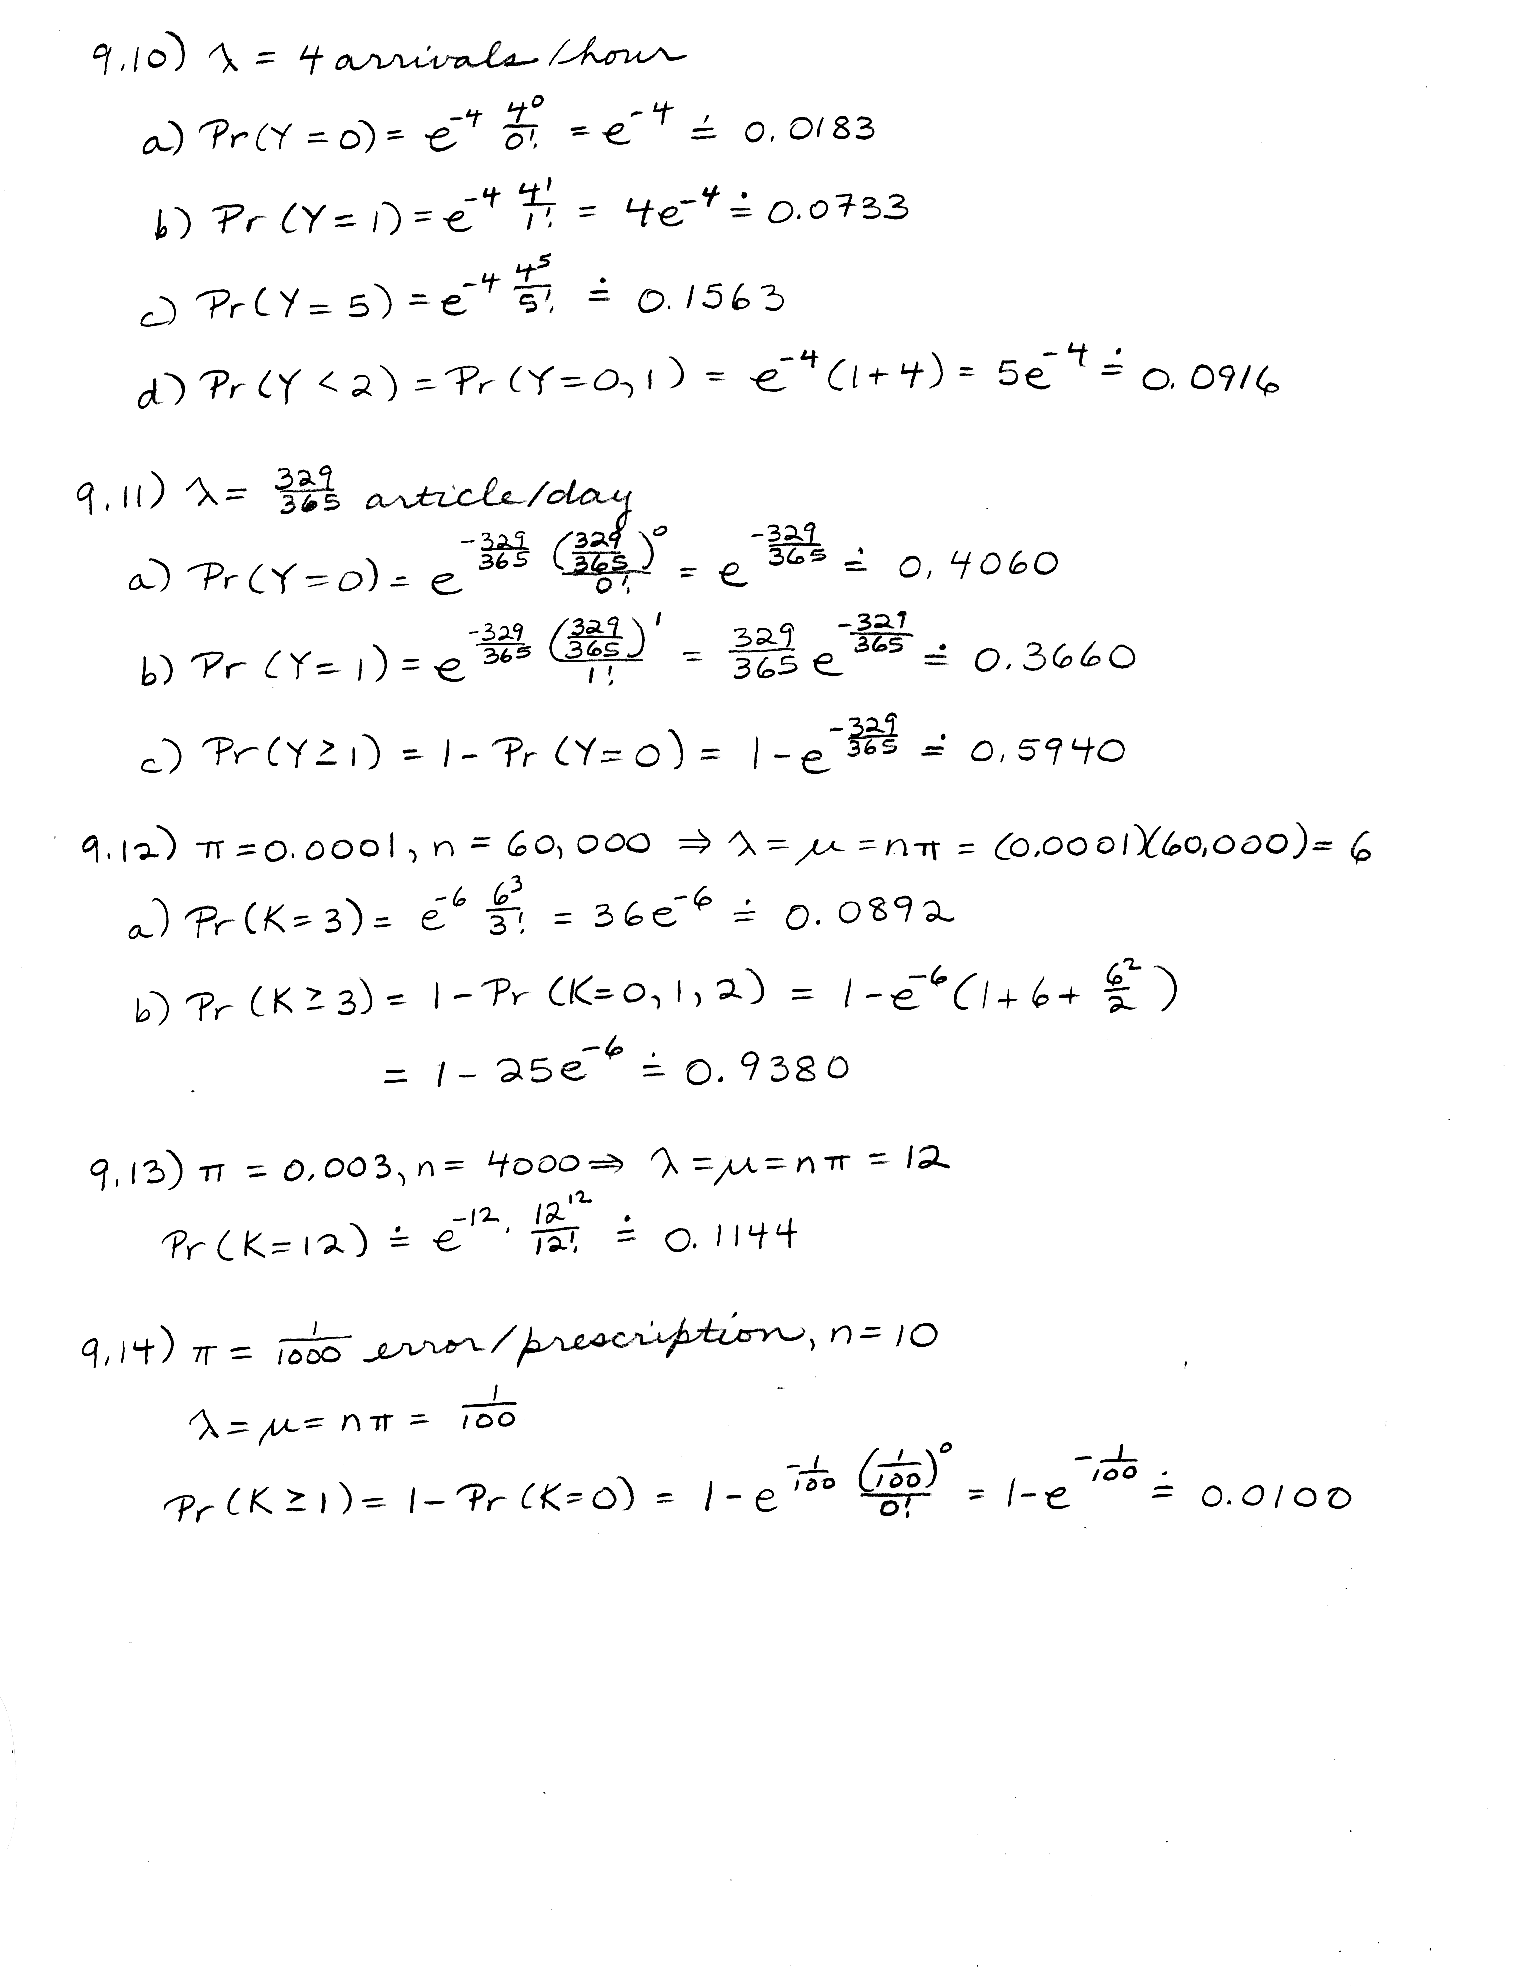 9.10) λ = 4 arrivals/hour
a) Pr(Y=0) = e^-4 4^0/0! = e^-4 ≐ 0.0183
b) Pr(Y=1) = e^-4 4^1/1! = 4e^-4 ≐ 0.0733
c) Pr(Y=5) = e^-4 4^5/5! ≐ 0.1563
d) Pr(Y<2) = Pr(Y=0,1) = e^-4(1+4) = 5e^-4 ≐ 0.0916
9.11) λ = 329/365 article/day
a) Pr(Y=0) = e^(-329/365) (329/365)^0/0! = e^(-329/365) ≐ 0.4060
b) Pr(Y=1) = e^(-329/365) (329/365)^1/1! = 329/365 e^(-329/365) ≐ 0.3660
c) Pr(Y≥1) = 1-Pr(Y=0) = 1-e^(-329/365) ≐ 0.5940
9.12) π=0.0001, n=60,000 ⇒ λ=μ=nπ = (0.0001)(60,000) = 6
a) Pr(K=3) = e^-6 6^3/3! = 36e^-6 ≐ 0.0892
b) Pr(K≥3) = 1-Pr(K=0,1,2) = 1-e^-6(1+6+6^2/2)
= 1-25e^-6 ≐ 0.9380
9.13) π = 0.003, n= 4000 ⇒ λ=μ=nπ = 12
Pr(K=12) ≐ e^-12 · 12^12/12! ≐ 0.1144
9.14) π = 1/1000 error/prescription, n=10
λ=μ=nπ = 1/100
Pr(K≥1) = 1-Pr(K=0) = 1-e^(-1/100) (1/100)^0/0! = 1-e^(-1/100) ≐ 0.0100